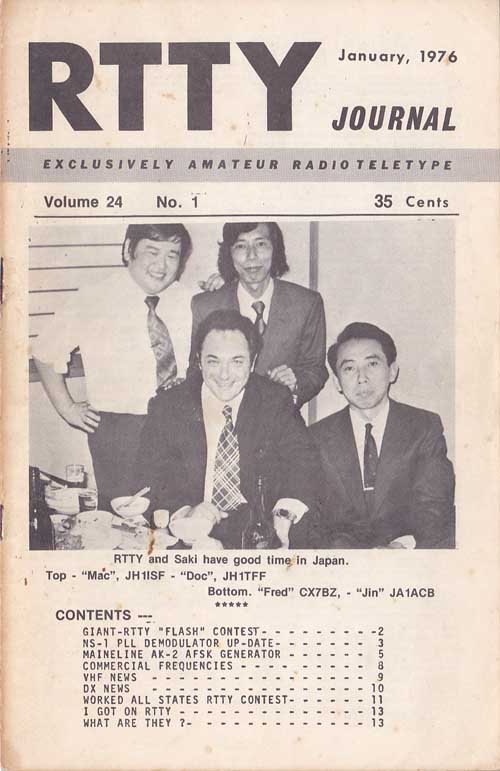 RTTY
January, 1976
JOURNAL
EXCLUSIVELY AMATEUR RADIO TELETYPE
Volume 24 No. 1 35 Cents
RTTY and Saki have good time in Japan.
Top - "Mac", JH1ISF - "Doc", JH1TFF
Bottom. "Fred" CX7BZ, - "Jin" JA1ACB
*****
CONTENTS ---
GIANT-RTTY "FLASH" CONTEST- - - - - - - - -2
NS-1 PLL DEMODULATOR UP-DATE- - - - - - - - 3
MAINELINE AK-2 AFSK GENERATOR - - - - - - - 5
COMMERCIAL FREQUENCIES - - - - - - - - - - 8
VHF NEWS - - - - - - - - - - - - - - - - - 9
DX NEWS - - - - - - - - - - - - - - - - - 10
WORKED ALL STATES RTTY CONTEST- - - - - - 11
I GOT ON RTTY - - - - - - - - - - - - - - 13
WHAT ARE THEY ?- - - - - - - - - - - - - 13